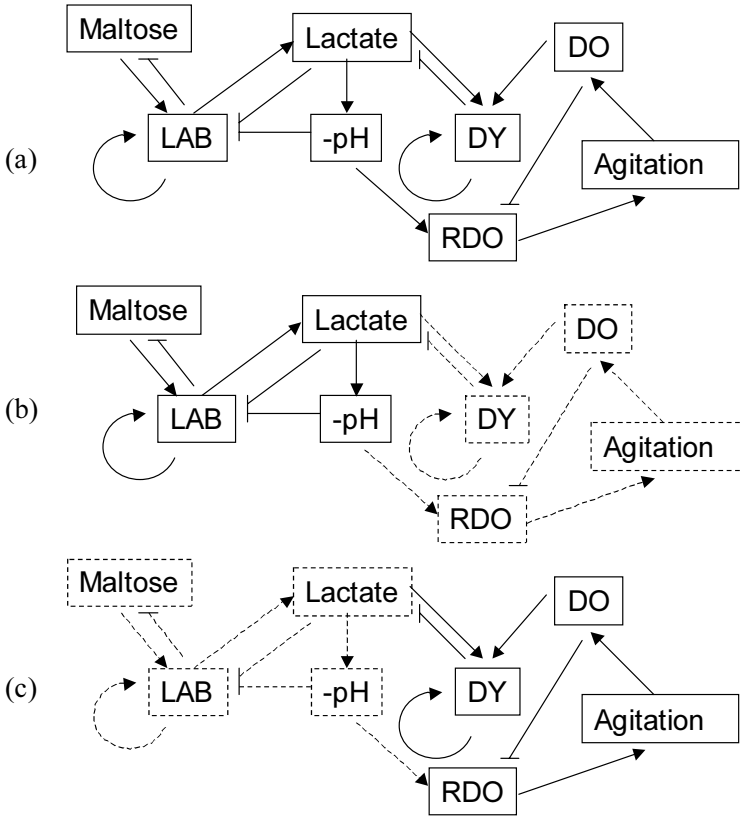 Maltose
Lactate
DO
LAB
-pH
DY
Agitation
(a)
RDO
Maltose
Lactate
DO
(b)
LAB
-pH
DY
Agitation
RDO
Maltose
Lactate
DO
(c)
LAB
-pH
DY
Agitation
RDO